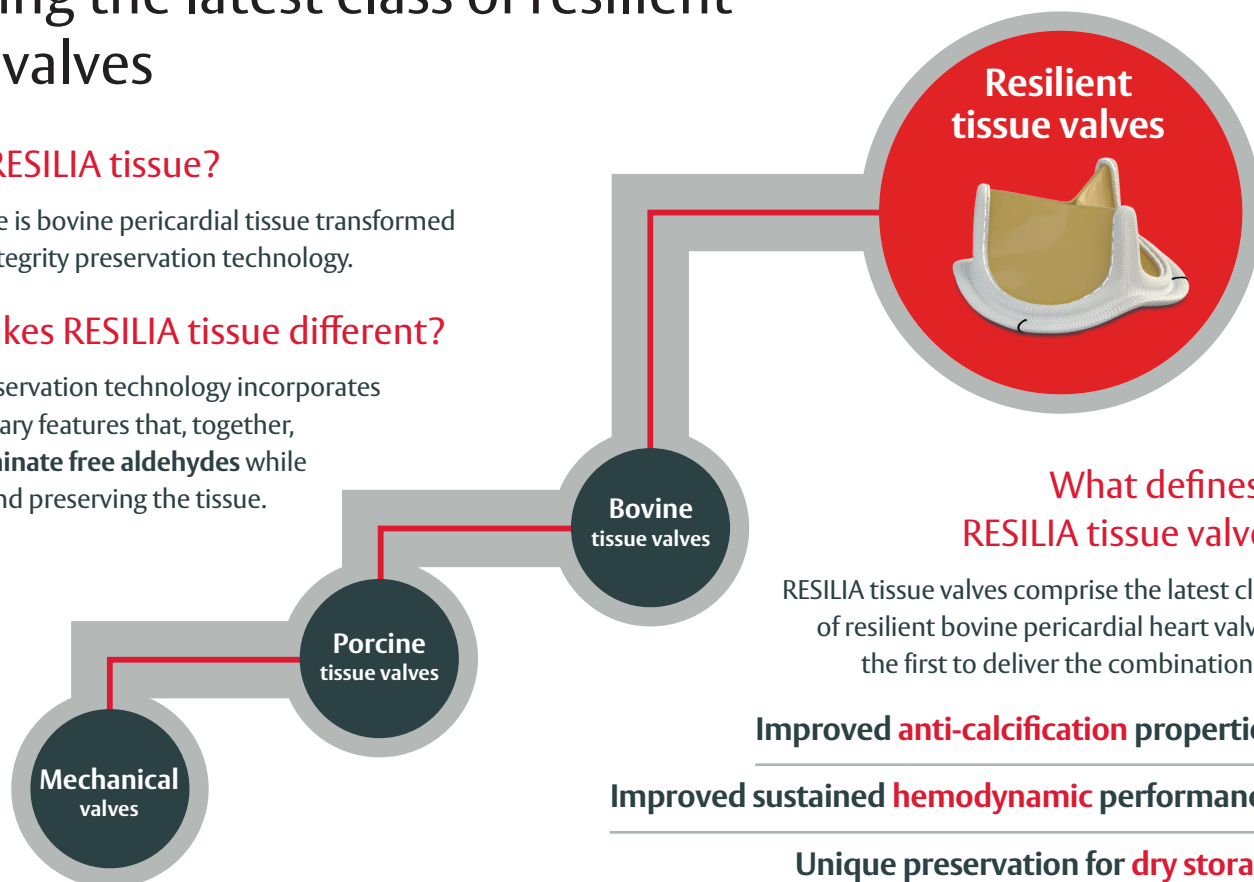 ing the latest class of resilient
valves
RESILIA tissue?
e is bovine pericardial tissue transformed
tegrity preservation technology.
kes RESILIA tissue different?
servation technology incorporates
ary features that, together,
inate free aldehydes while
nd preserving the tissue.
Resilient
tissue valves
Bovine
tissue valves
Porcine
tissue valves
Mechanical
valves
What defines
RESILIA tissue valve
RESILIA tissue valves comprise the latest cl
of resilient bovine pericardial heart valv
the first to deliver the combination
Improved anti-calcification properti
Improved sustained hemodynamic performan
Unique preservation for dry stora